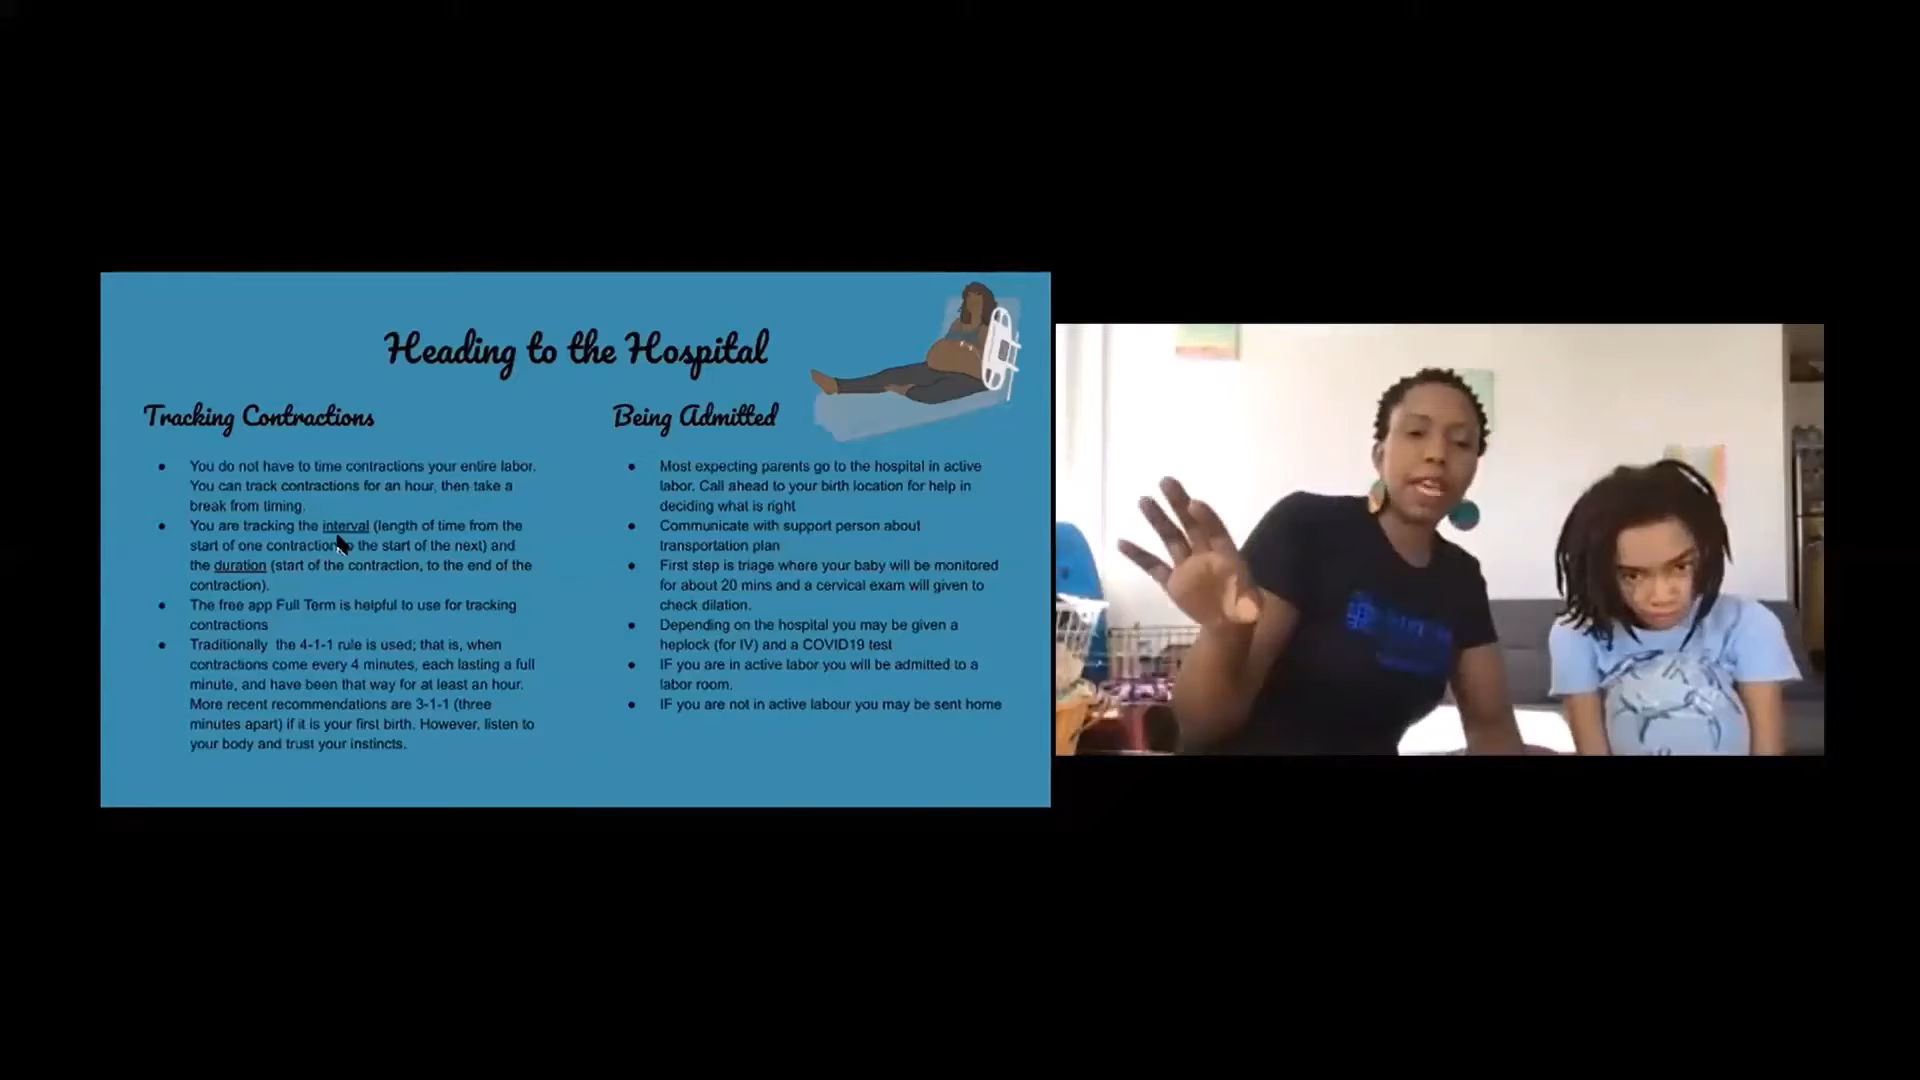 Heading to the Hospital
Tracking Contractions
● You do not have to time contractions your entire labor.
You can track contractions for an hour, then take a
break from timing.
● You are tracking the interval (length of time from the
start of one contraction the start of the next) and
the duration (start of the contraction, to the end of the
contraction).
● The free app Full Term is helpful to use for tracking
contractions
● Traditionally the 4-1-1 rule is used; that is, when
contractions come every 4 minutes, each lasting a full
minute, and have been that way for at least an hour.
More recent recommendations are 3-1-1 (three
minutes apart) if it is your first birth. However, listen to
your body and trust your instincts.
Being Admitted
● Most expecting parents go to the hospital in active
labor. Call ahead to your birth location for help in
deciding what is right
● Communicate with support person about
transportation plan
● First step is triage where your baby will be monitored
for about 20 mins and a cervical exam will given to
check dilation.
● Depending on the hospital you may be given a
heplock (for IV) and a COVID19 test
● IF you are in active labor you will be admitted to a
labor room.
● IF you are not in active labour you may be sent home